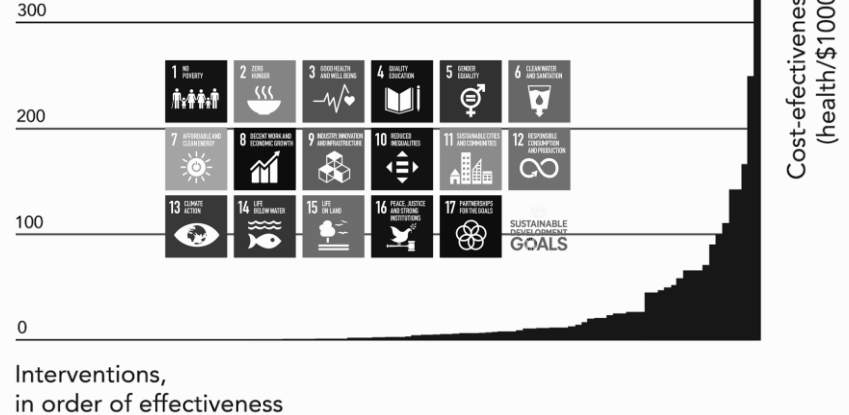 300
Cost-efectivenes
(health/$1000
1 NO
POVERTY
2 ZERO
HUNGER
3 GOOD HEALTH
AND WELL BEING
4 QUALITY
EDUCATION
5 GENDER
EQUALITY
6 CLEAN WATER
AND SANITATION
200
7 AFFORDABLE AND
CLEAN ENERGY
8 DECENT WORK AND
ECONOMIC GROWTH
9 INDUSTRY, INNOVATION
AND INFRASTRUCTURE
10 REDUCED
INEQUALITIES
11 SUSTAINABLE CITIES
AND COMMUNITIES
12 RESPONSIBLE
CONSUMPTION
AND PRODUCTION
13 CLIMATE
ACTION
14 LIFE
BELOW WATER
15 LIFE
ON LAND
16 PEACE, JUSTICE
AND STRONG
INSTITUTIONS
17 PARTNERSHIPS
FOR THE GOALS
SUSTAINABLE
DEVELOPMENT
GOALS
100
0
Interventions,
in order of effectiveness